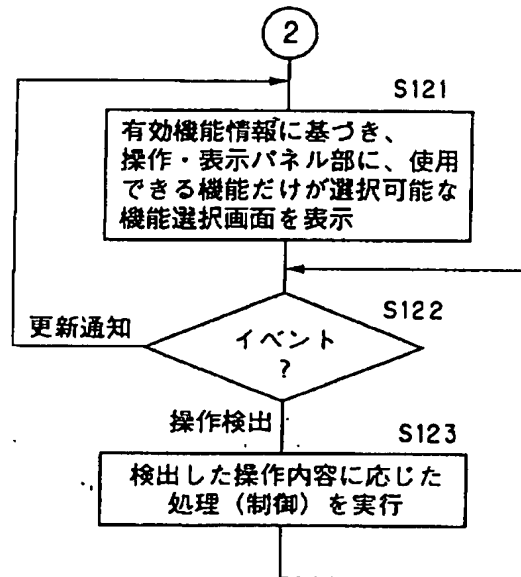 2
S121
有効機能情報に基づき、
操作・表示パネル部に、使用
できる機能だけが選択可能な
機能選択画面を表示
S122
更新通知
イベント
?
操作検出
S123
検出した操作内容に応じた
処理（制御）を実行